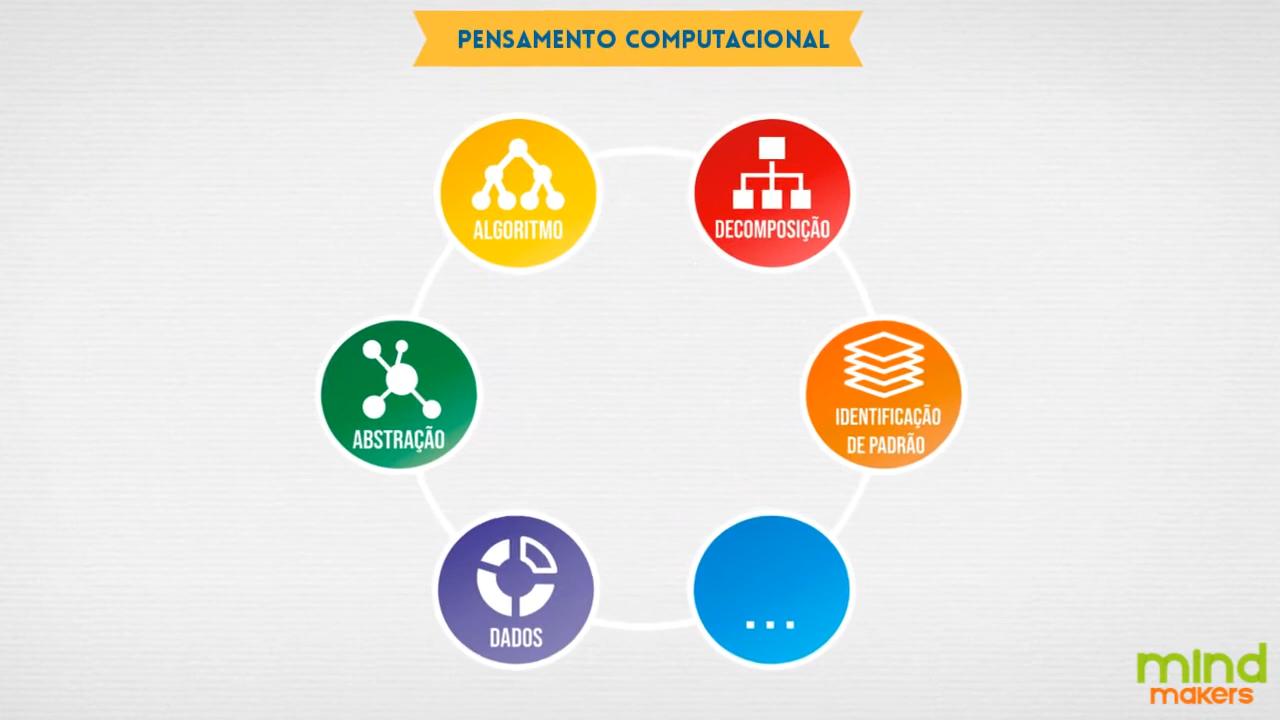 PENSAMENTO COMPUTACIONAL
ALGORITMO
DECOMPOSIÇÃO
ABSTRAÇÃO
IDENTIFICAÇÃO
DE PADRÃO
DADOS
...
mind
makers